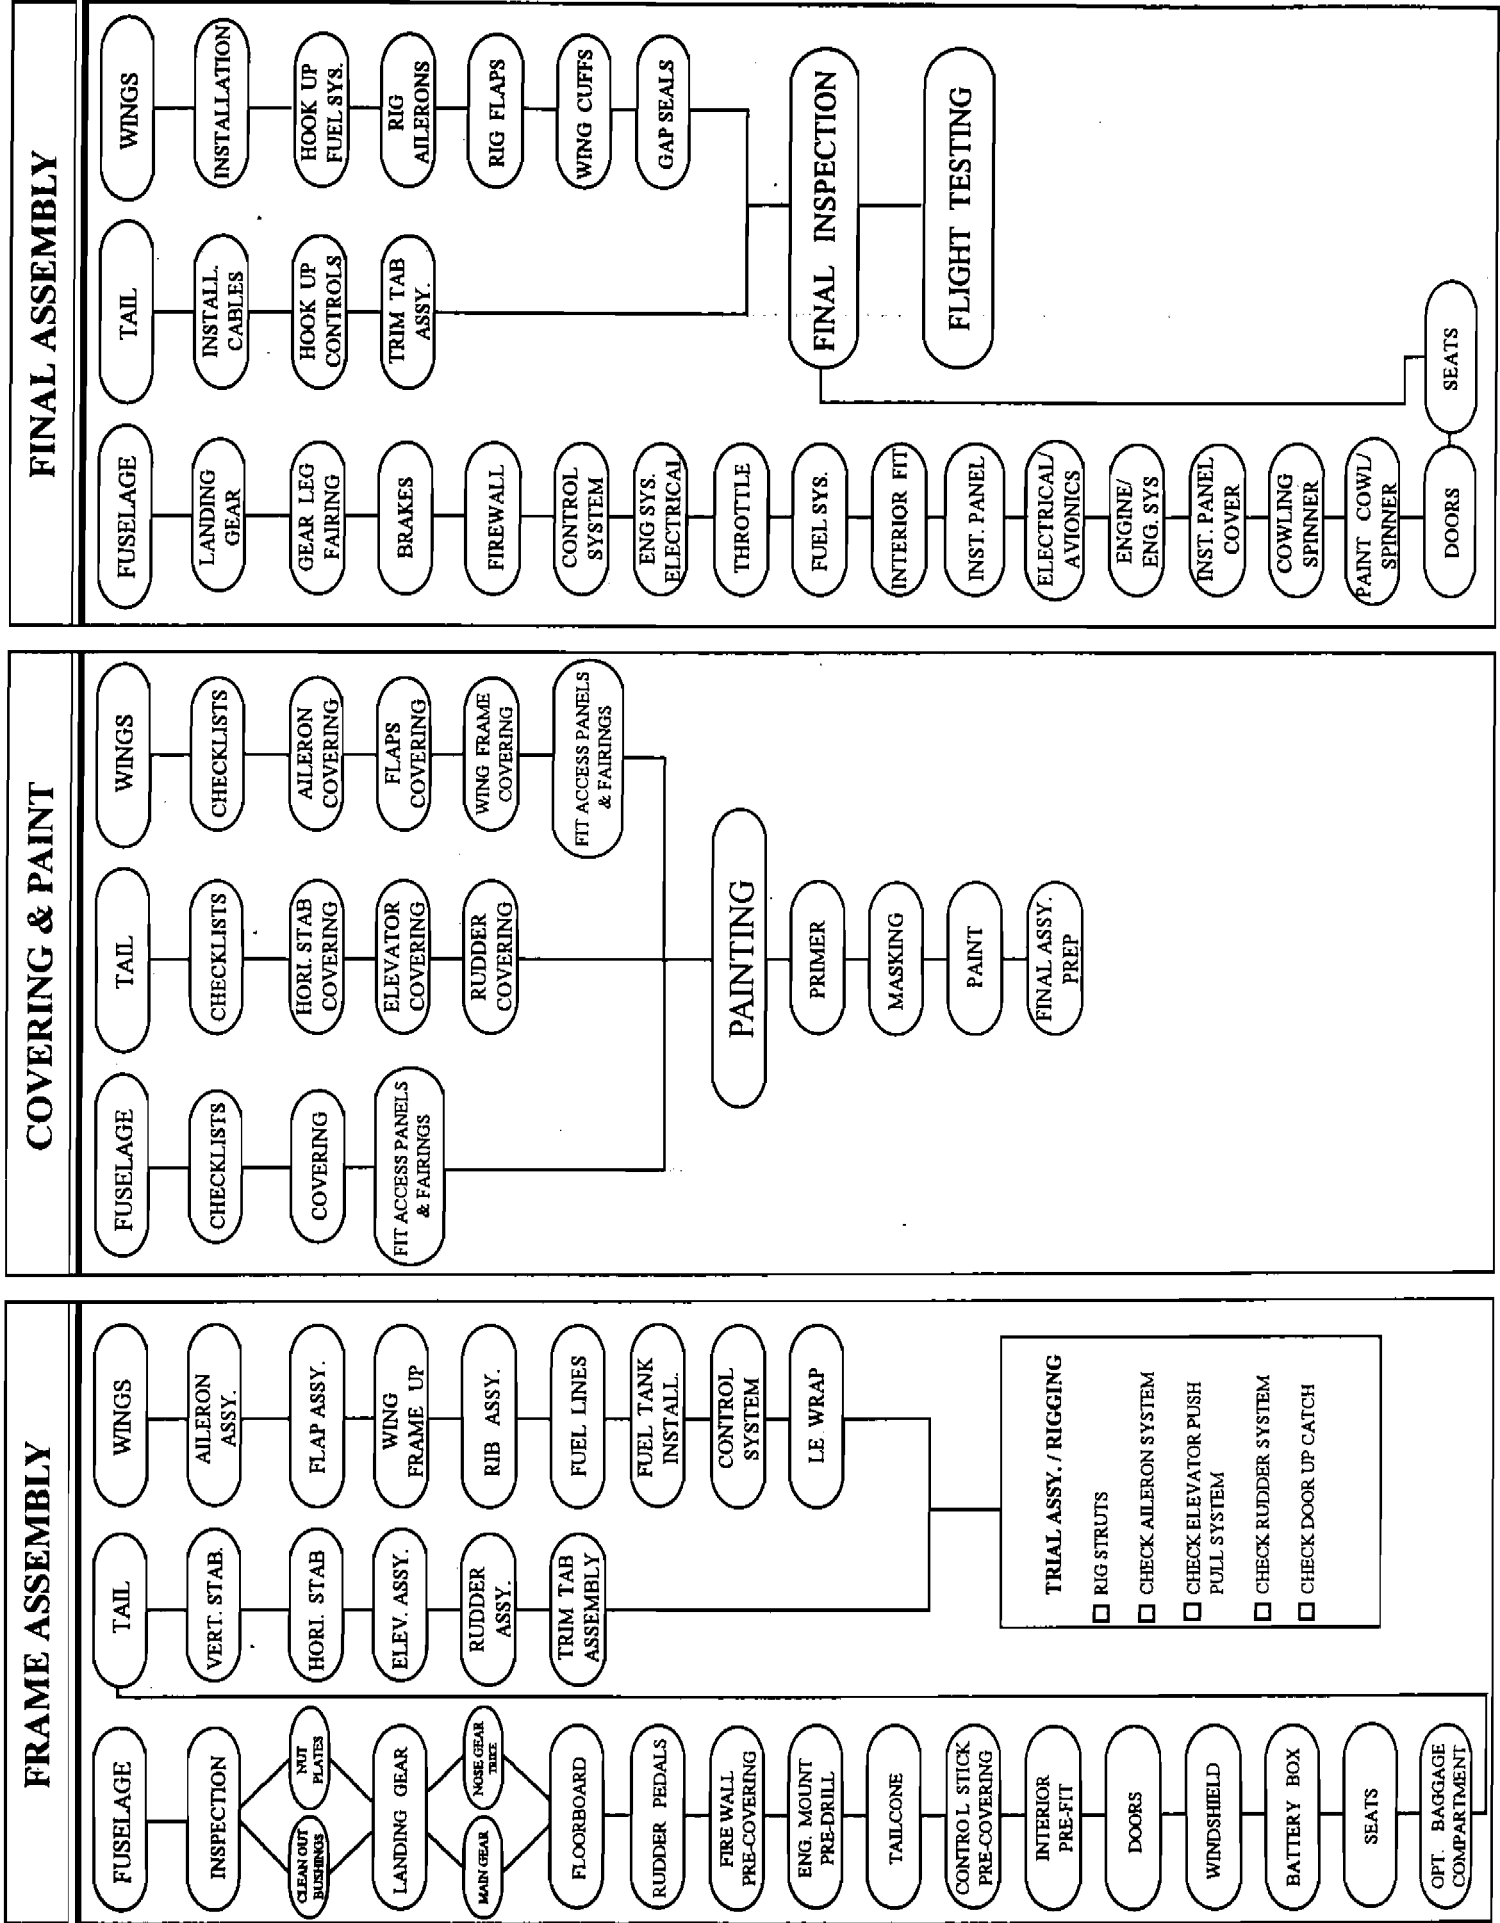 FRAME ASSEMBLY
FUSELAGE
INSPECTION
CLEAN OUT
BUSHINGS
NUT
PLATES
LANDING GEAR
MAIN GEAR
NOSE GEAR
TRIKE
FLOORBOARD
RUDDER PEDALS
FIRE WALL
PRE-COVERING
ENG. MOUNT
PRE-DRILL
TAILCONE
CONTROL STICK
PRE-COVERING
INTERIOR
PRE-FIT
DOORS
WINDSHIELD
BATTERY BOX
SEATS
OPT. BAGGAGE
COMPARTMENT
TAIL
VERT. STAB.
HORI. STAB
ELEV. ASSY.
RUDDER
ASSY.
TRIM TAB
ASSEMBLY
WINGS
AILERON
ASSY.
FLAP ASSY.
WING
FRAME UP
RIB ASSY.
FUEL LINES
FUEL TANK
INSTALL.
CONTROL
SYSTEM
LE WRAP
TRIAL ASSY. / RIGGING
RIG STRUTS
CHECK AILERON SYSTEM
CHECK ELEVATOR PUSH
PULL SYSTEM
CHECK RUDDER SYSTEM
CHECK DOOR UP CATCH
COVERING & PAINT
FUSELAGE
CHECKLISTS
COVERING
FIT ACCESS PANELS
& FAIRINGS
TAIL
CHECKLISTS
HORI. STAB
COVERING
ELEVATOR
COVERING
RUDDER
COVERING
WINGS
CHECKLISTS
AILERON
COVERING
FLAPS
COVERING
WING FRAME
COVERING
FIT ACCESS PANELS
& FAIRINGS
PAINTING
PRIMER
MASKING
PAINT
FINAL ASSY.
PREP
FINAL ASSEMBLY
FUSELAGE
LANDING
GEAR
GEAR LEG
FAIRING
BRAKES
FIREWALL
CONTROL
SYSTEM
ENG SYS.
ELECTRICAL
THROTTLE
FUEL SYS.
INTERIOR FIT
INST. PANEL
ELECTRICAL/
AVIONICS
ENGINE/
ENG. SYS
INST. PANEL
COVER
COWLING
SPINNER
PAINT COWL/
SPINNER
DOORS
SEATS
TAIL
INSTALL.
CABLES
HOOK UP
CONTROLS
TRIM TAB
ASSY.
WINGS
INSTALLATION
HOOK UP
FUEL SYS.
RIG
AILERONS
RIG FLAPS
WING CUFFS
GAP SEALS
FINAL INSPECTION
FLIGHT TESTING